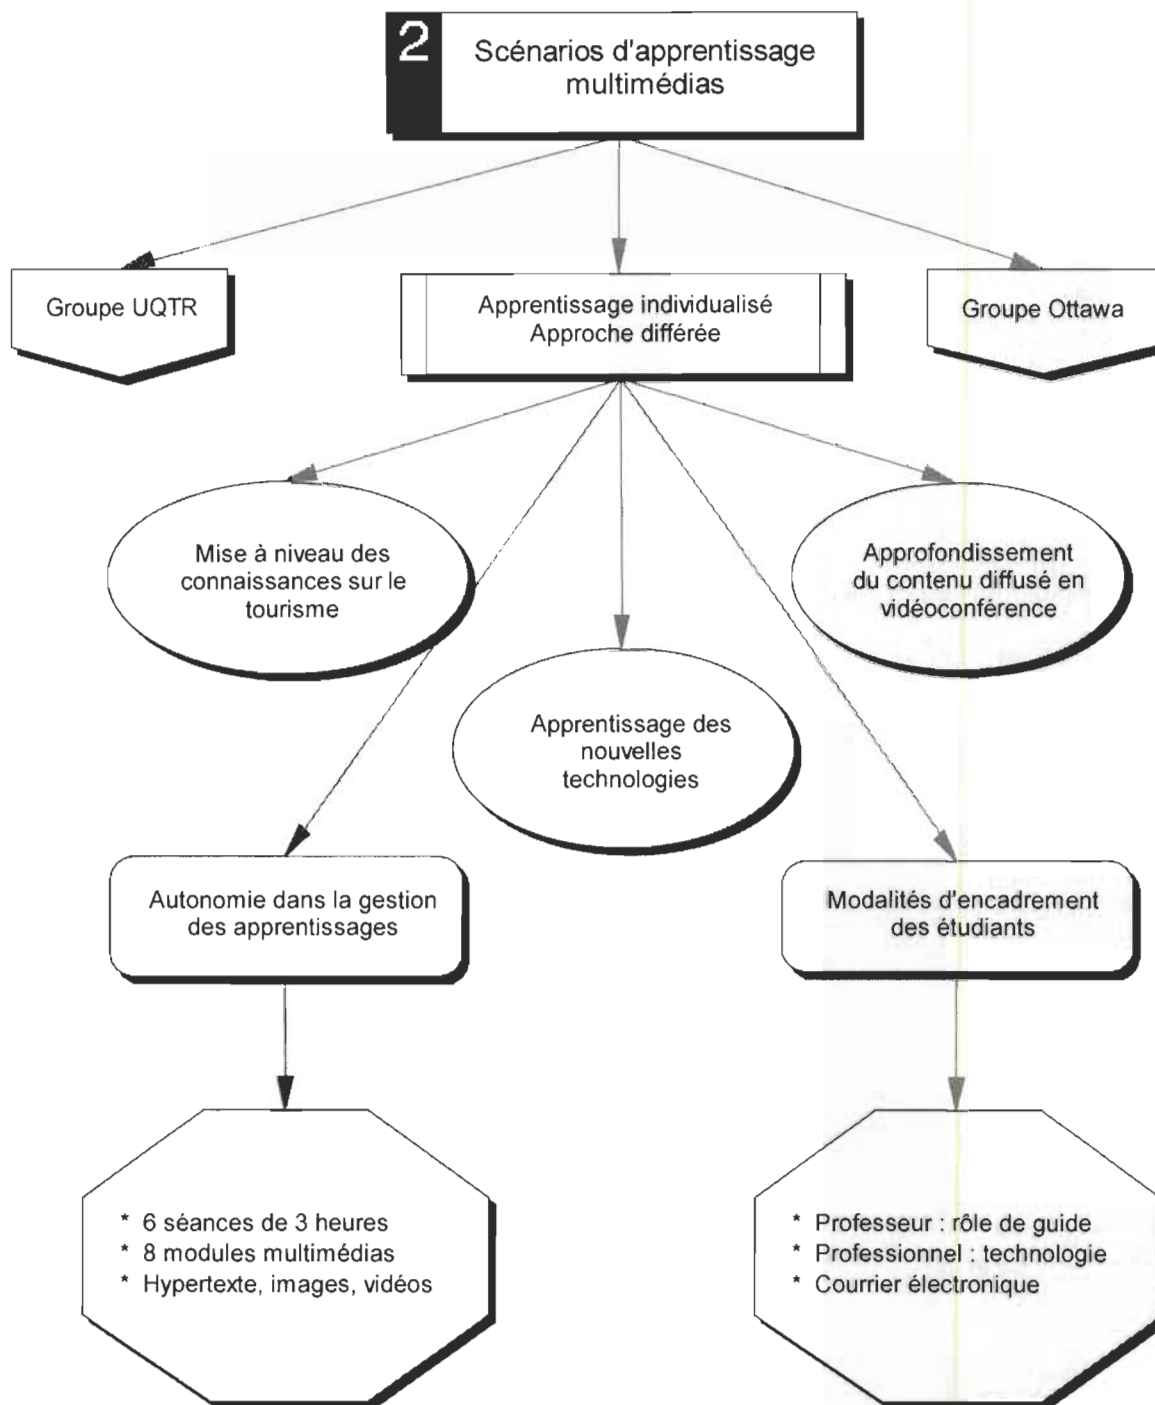 2
Scénarios d'apprentissage
multimédias
Groupe UQTR
Apprentissage individualisé
Approche différée
Groupe Ottawa
Mise à niveau des
connaissances sur le
tourisme
Approfondissement
du contenu diffusé en
vidéoconférence
Apprentissage des
nouvelles
technologies
Autonomie dans la gestion
des apprentissages
Modalités d'encadrement
des étudiants
* 6 séances de 3 heures
* 8 modules multimédias
* Hypertexte, images, vidéos
* Professeur : rôle de guide
* Professionnel : technologie
* Courrier électronique